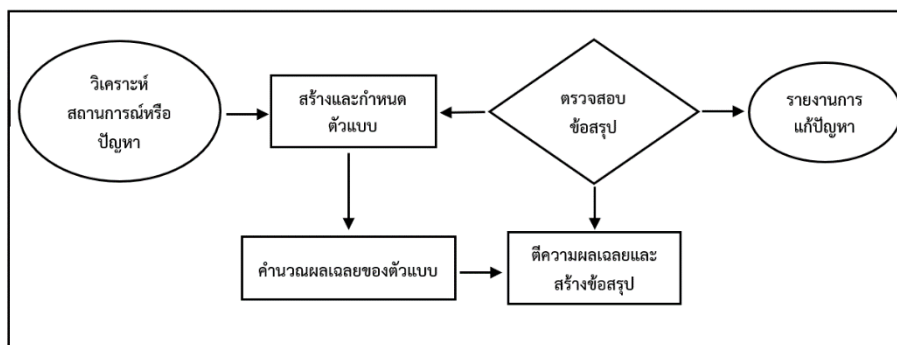 วิเคราะห์
สถานการณ์หรือ
ปัญหา
สร้างและกำหนด
ตัวแบบ
ตรวจสอบ
ข้อสรุป
รายงานการ
แก้ปัญหา
คำนวณผลเฉลยของตัวแบบ
ตีความผลเฉลยและ
สร้างข้อสรุป